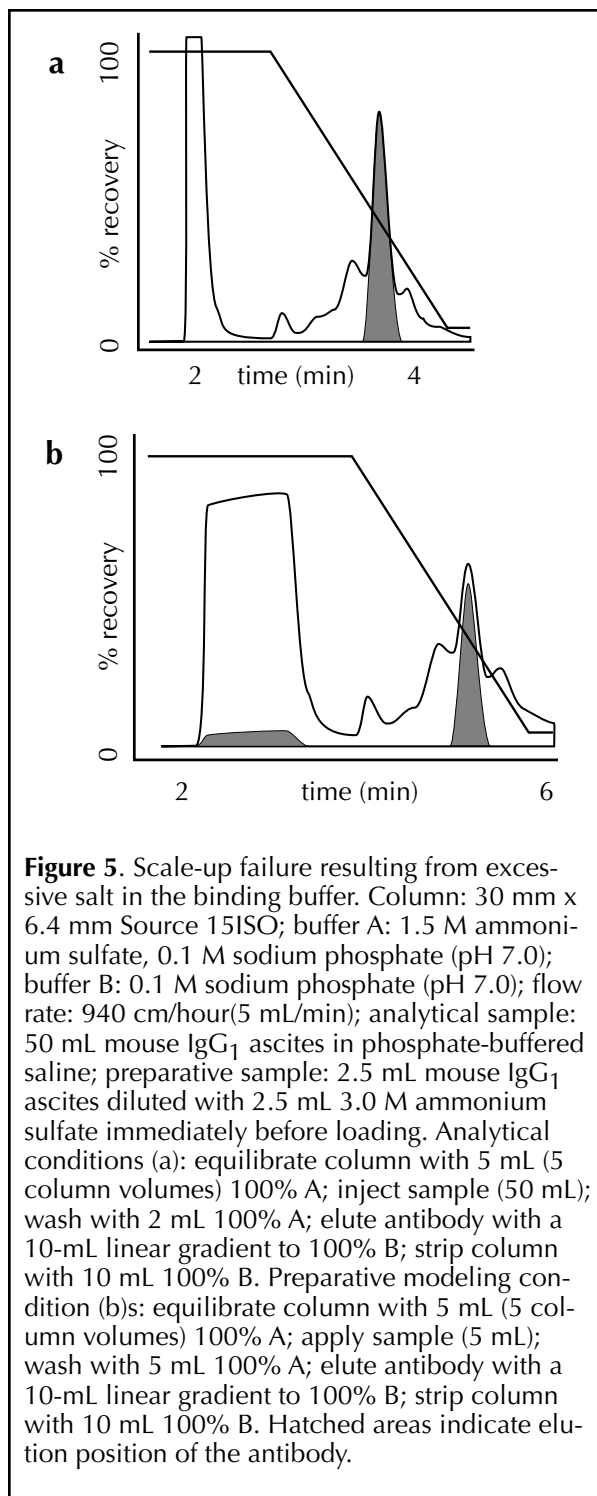 a
100
% recovery
0
2 time (min) 4
b
100
% recovery
0
2 time (min) 6
Figure 5. Scale-up failure resulting from exces-
sive salt in the binding buffer. Column: 30 mm x
6.4 mm Source 15ISO; buffer A: 1.5 M ammoni-
um sulfate, 0.1 M sodium phosphate (pH 7.0);
buffer B: 0.1 M sodium phosphate (pH 7.0); flow
rate: 940 cm/hour(5 mL/min); analytical sample:
50 mL mouse IgG1 ascites in phosphate-buffered
saline; preparative sample: 2.5 mL mouse IgG1
ascites diluted with 2.5 mL 3.0 M ammonium
sulfate immediately before loading. Analytical
conditions (a): equilibrate column with 5 mL (5
column volumes) 100% A; inject sample (50 mL);
wash with 2 mL 100% A; elute antibody with a
10-mL linear gradient to 100% B; strip column
with 10 mL 100% B. Preparative modeling con-
dition (b)s: equilibrate column with 5 mL (5 col-
umn volumes) 100% A; apply sample (5 mL);
wash with 5 mL 100% A; elute antibody with a
10-mL linear gradient to 100% B; strip column
with 10 mL 100% B. Hatched areas indicate elu-
tion position of the antibody.